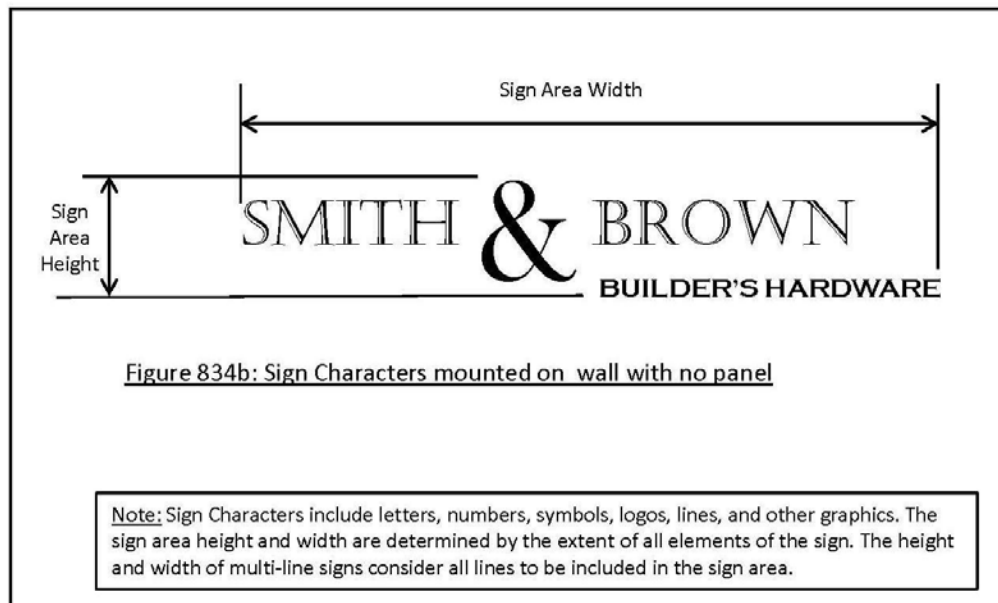 Sign Area Width
Sign
Area
Height
SMITH & BROWN
BUILDER'S HARDWARE
Figure 834b: Sign Characters mounted on wall with no panel
Note: Sign Characters include letters, numbers, symbols, logos, lines, and other graphics. The
sign area height and width are determined by the extent of all elements of the sign. The height
and width of multi-line signs consider all lines to be included in the sign area.